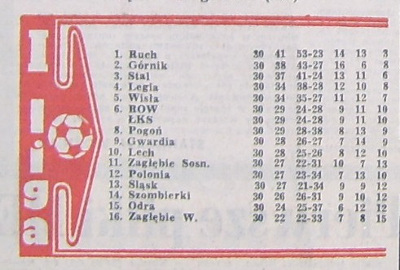 I liga
1. Ruch 30 41 53-23 14 13 3
2. Górnik 30 38 43-27 16 6 8
3. Stal 30 37 41-24 13 11 6
4. Legia 30 34 38-28 12 10 8
5. Wisła 30 34 35-27 11 12 7
6. ROW 30 29 24-28 9 11 10
ŁKS 30 29 24-28 9 11 10
8. Pogoń 30 29 28-38 8 13 9
9. Gwardia 30 28 26-27 7 14 9
10. Lech 30 28 25-26 8 12 10
11. Zagłębie Sosn. 30 27 22-31 10 7 13
12. Polonia 30 27 23-34 7 13 10
13. Śląsk 30 27 21-34 9 9 12
14. Szombierki 30 26 26-31 9 10 12
15. Odra 30 24 25-37 6 12 12
16. Zagłębie W. 30 22 22-33 7 8 15